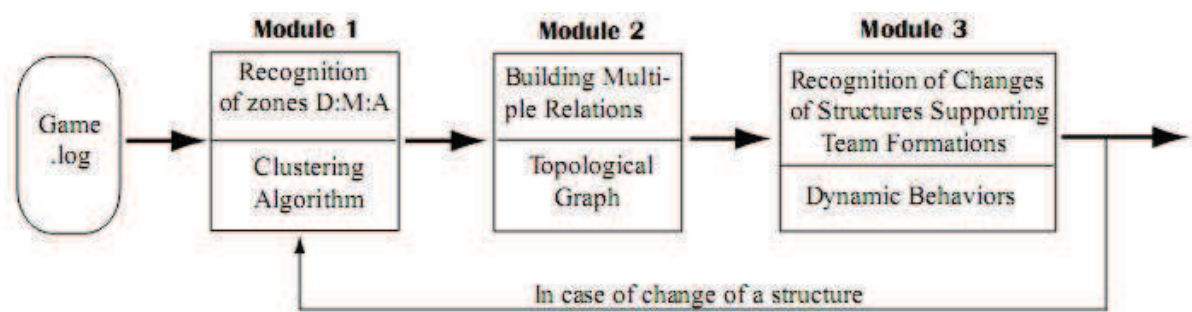 Game
.log
Module 1
Recognition
of zones D:M:A
Clustering
Algorithm
Module 2
Building Multi-
ple Relations
Topological
Graph
Module 3
Recognition of Changes
of Structures Supporting
Team Formations
Dynamic Behaviors
In case of change of a structure